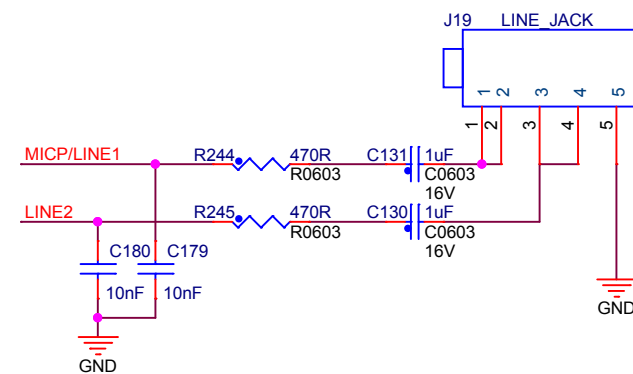 J19 LINE_JACK
1 2 3 4 5
1 2 3 4 5
MICP/LINE1 R244 470R C131 1uF
R0603 C0603
16V
LINE2 R245 470R C130 1uF
R0603 C0603
16V
C180 C179
10nF 10nF
GND
GND